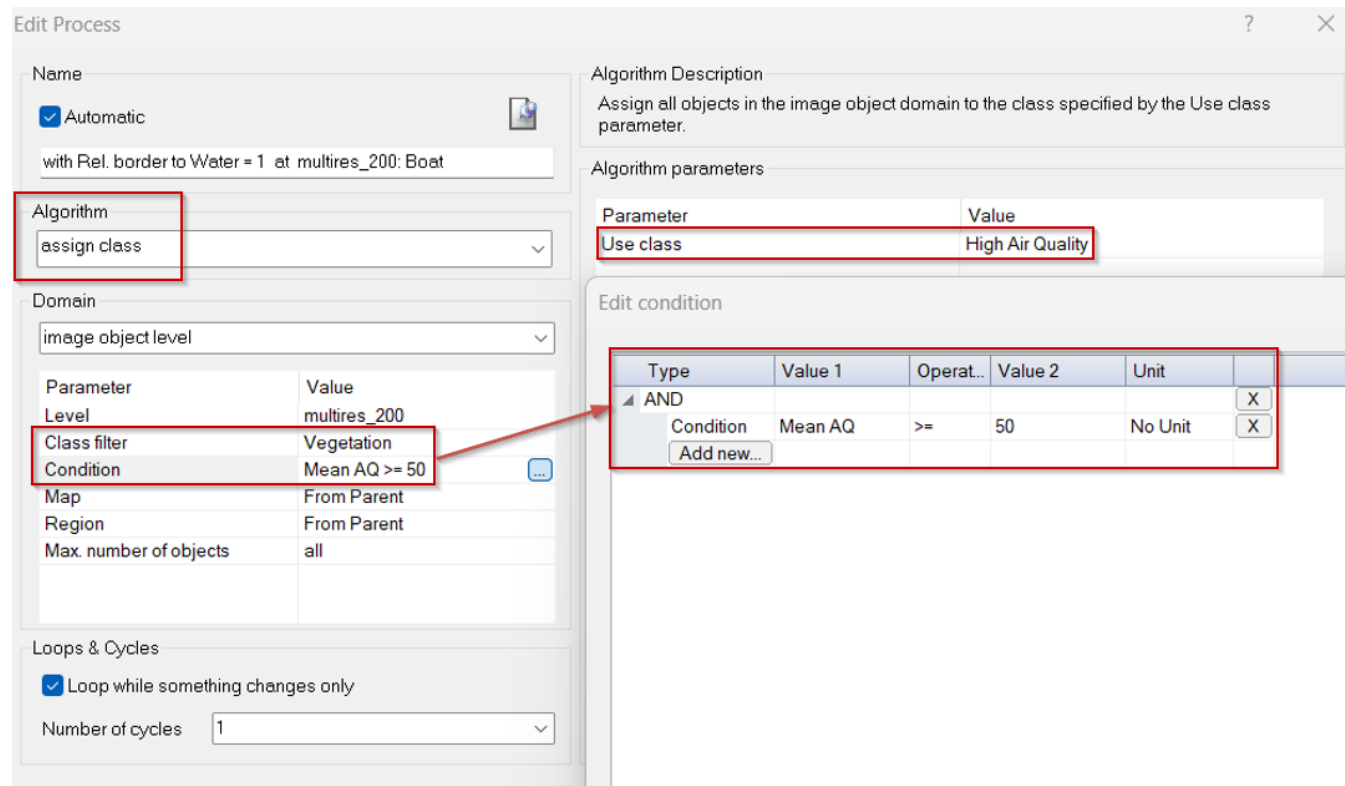 Edit Process
?
Name
Automatic
with Rel. border to Water = 1 at multires_200: Boat
Algorithm
assign class
Domain
image object level
Parameter Value
Level multires_200
Class filter Vegetation
Condition Mean AQ >= 50 ...
Map From Parent
Region From Parent
Max. number of objects all
Loops & Cycles
Loop while something changes only
Number of cycles 1
Algorithm Description
Assign all objects in the image object domain to the class specified by the Use class
parameter.
Algorithm parameters
Parameter Value
Use class High Air Quality
Edit condition
Type Value 1 Operat... Value 2 Unit
AND X
Condition Mean AQ >= 50 No Unit X
Add new...